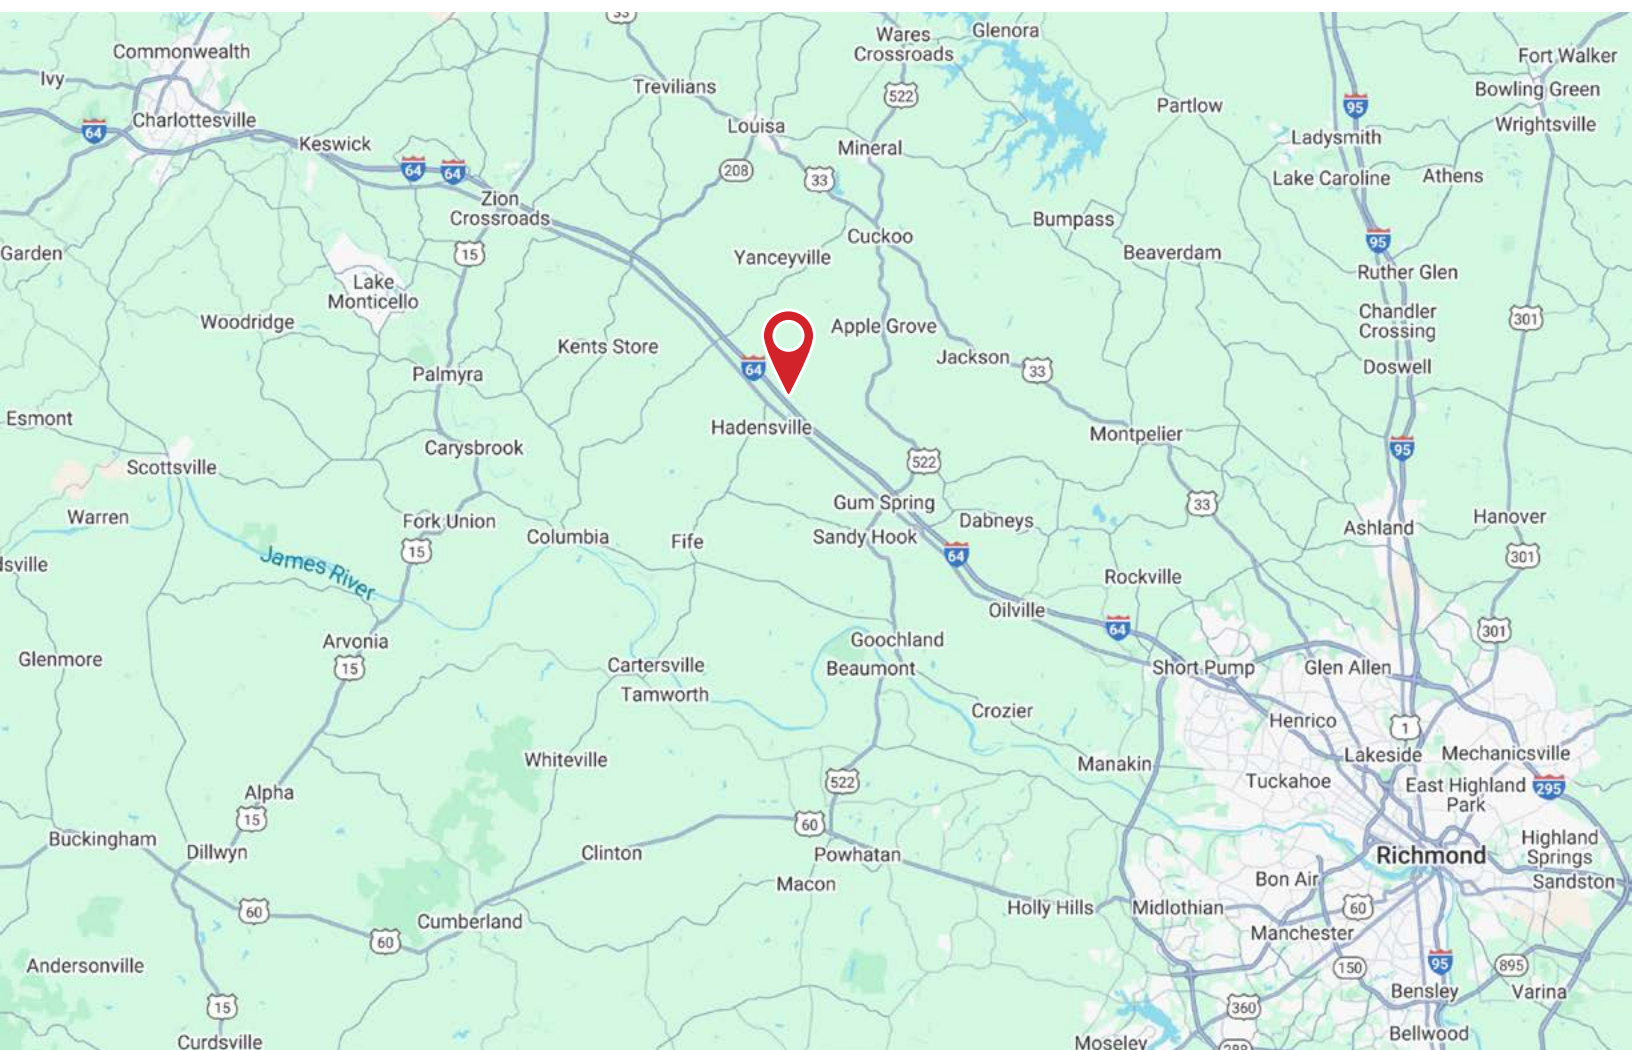 33
Glenora
Wares
Crossroads
Commonwealth
Fort Walker
Ivy
Trevilians
Bowling Green
522
95
Partlow
Charlottesville
64
Louisa
Wrightsville
Ladysmith
Keswick
Mineral
64
64
208
33
Lake Caroline
Athens
Zion
Crossroads
Bumpass
Cuckoo
95
15
Garden
Yanceyville
Beaverdam
Ruther Glen
Lake
Monticello
Woodridge
Chandler
Crossing
301
Apple Grove
Kents Store
Jackson
33
64
Doswell
Palmyra
Esmont
Hadensville
Montpelier
Carysbrook
95
522
Scottsville
Gum Spring
33
Warren
Fork Union
Dabneys
Ashland
Hanover
Columbia
Fife
Sandy Hook
15
64
301
dsville
James River
Rockville
Oilville
64
301
Arvonia
15
Goochland
Glenmore
Cartersville
Beaumont
Short Pump
Glen Allen
Tamworth
Crozier
Henrico
1
Whiteville
Lakeside
Mechanicsville
Manakin
522
Tuckahoe
East Highland
Park
295
Alpha
15
60
Buckingham
Dillwyn
Clinton
Powhatan
Richmond
Highland
Springs
Macon
Bon Air
Sandston
60
Holly Hills
Midlothian
60
Cumberland
60
Manchester
Andersonville
150
95
895
15
Bensley
Varina
360
Curdsville
Moseley
288
Bellwood